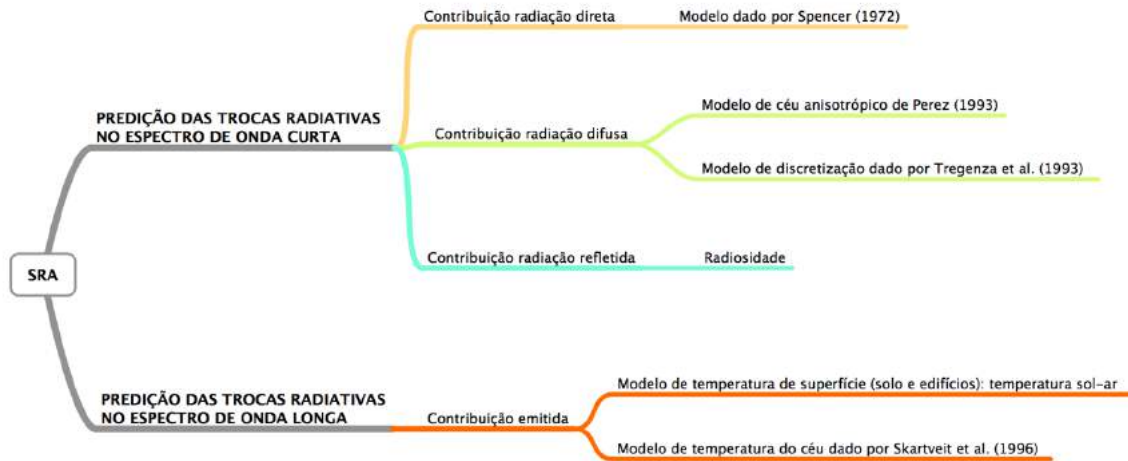 SRA
PREDIÇÃO DAS TROCAS RADIATIVAS
NO ESPECTRO DE ONDA CURTA
Contribuição radiação direta
Modelo dado por Spencer (1972)
Contribuição radiação difusa
Modelo de céu anisotrópico de Perez (1993)
Modelo de discretização dado por Tregenza et al. (1993)
Contribuição radiação refletida
Radiosidade
PREDIÇÃO DAS TROCAS RADIATIVAS
NO ESPECTRO DE ONDA LONGA
Contribuição emitida
Modelo de temperatura de superfície (solo e edifícios): temperatura sol-ar
Modelo de temperatura do céu dado por Skartveit et al. (1996)